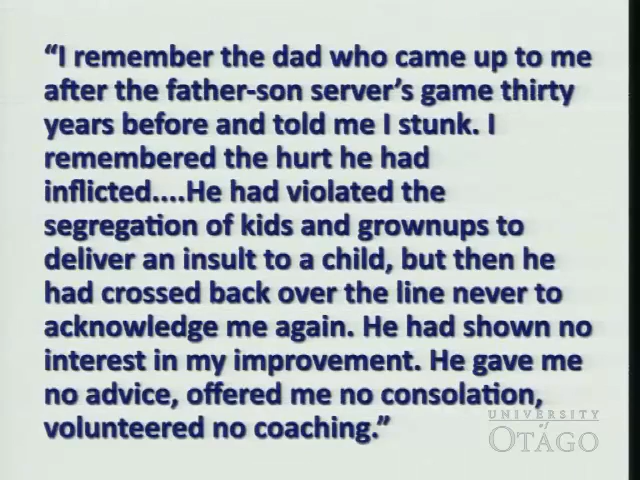 “I remember the dad who came up to me
after the father-son server’s game thirty
years before and told me I stunk. I
remembered the hurt he had
inflicted....He had violated the
segregation of kids and grownups to
deliver an insult to a child, but then he
had crossed back over the line never to
acknowledge me again. He had shown no
interest in my improvement. He gave me
no advice, offered me no consolation,
volunteered no coaching.”
UNIVERSITY
of
OTAGO